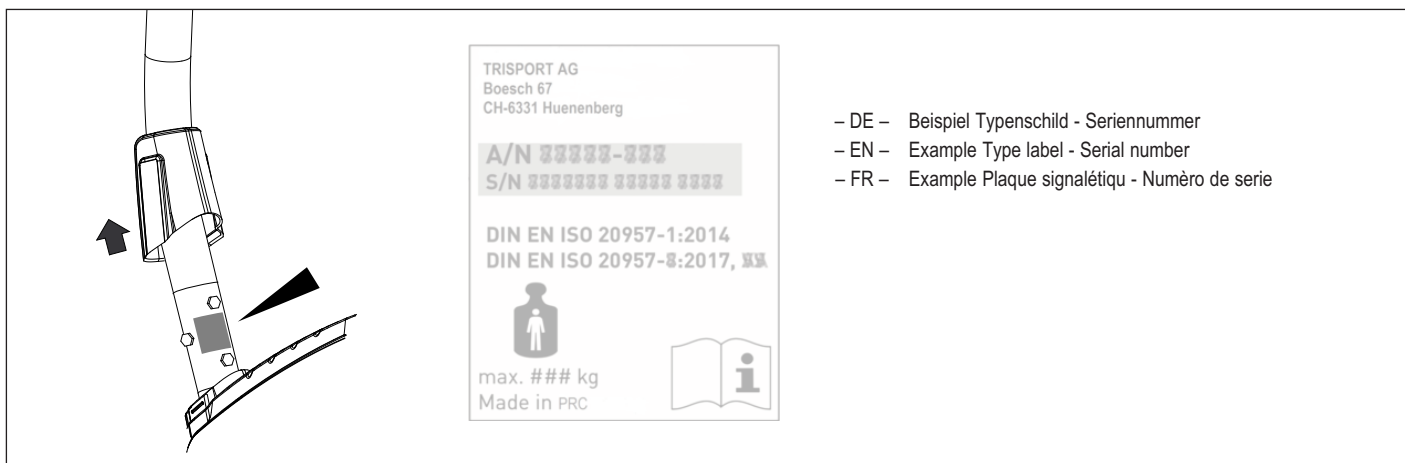 TRISPORT AG
Boesch 67
CH-6331 Huenenberg
A/N
S/N
DIN EN ISO 20957-1:2014
DIN EN ISO 20957-8:2017,
max. ### kg
Made in PRC
– DE – Beispiel Typenschild - Seriennummer
– EN – Example Type label - Serial number
– FR – Example Plaque signalétiqu - Numèro de serie